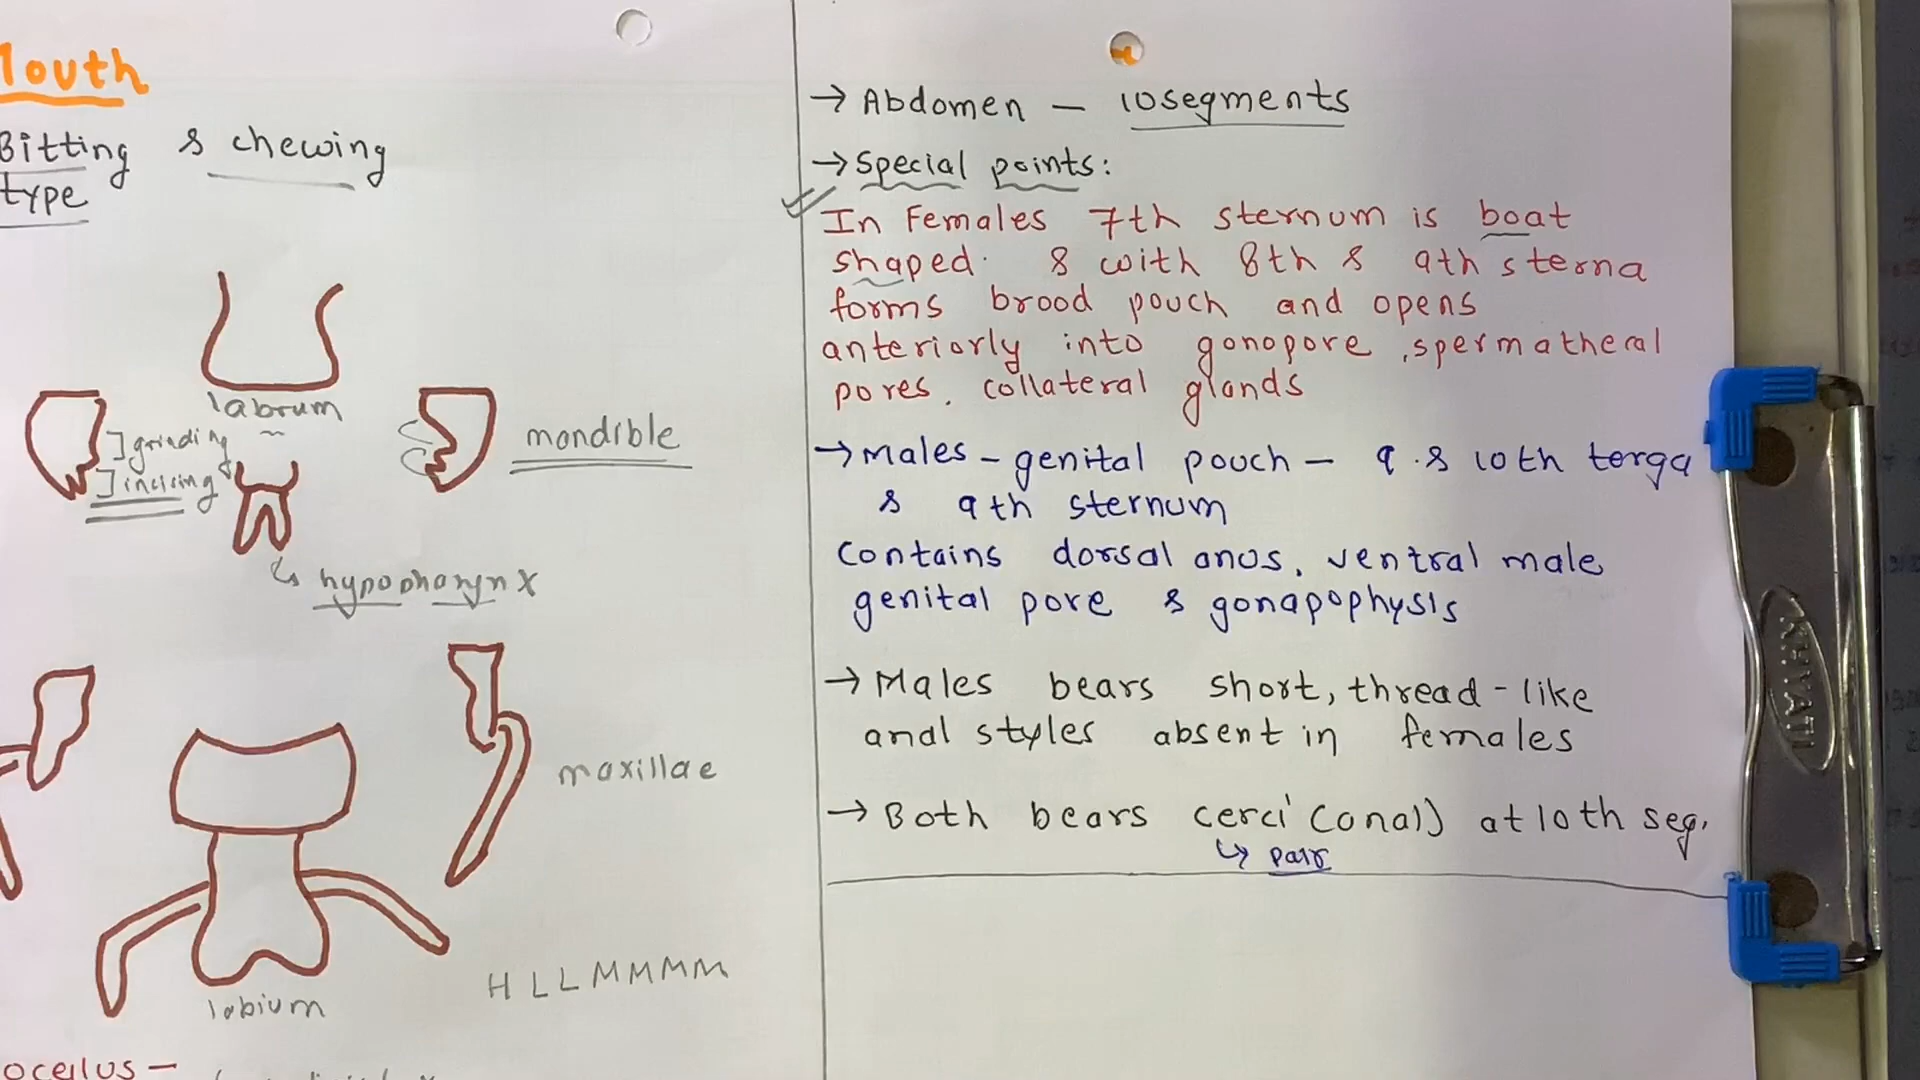 Mouth
Bitting & chewing
type
labrum
]grinding
]incising
mandible
hypopharynx
maxillae
labium
H L L M M M M
ocellus -
→ Abdomen - 10segments
→ Special points:
In Females 7th sternum is boat
shaped. & with 8th & 9th sterna
forms brood pouch and opens
anteriorly into gonopore, spermatheral
pores. collateral glands
→ Males - genital pouch - 9 & 10th terga
& 9th sternum
Contains dorsal anus, ventral male
genital pore & gonapophysis
→ Males bears short, thread-like
anal styles absent in females
→ Both bears cerci (anal) at 10th seg.
↳ pair
KHYATI